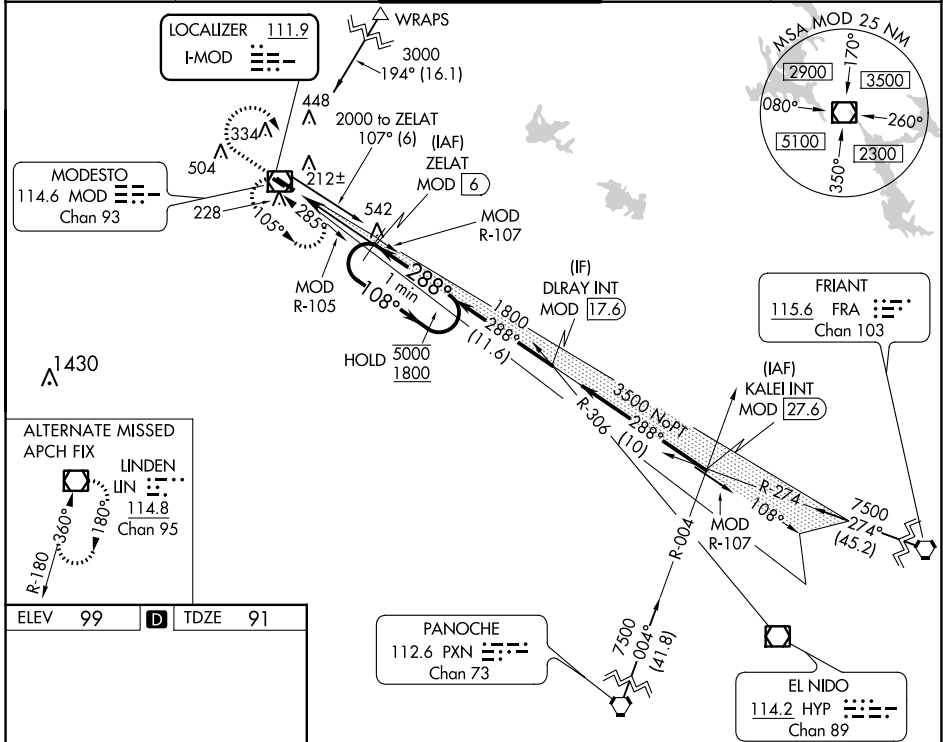 LOCALIZER 111.9
I-MOD
WRAPS
3000
194° (16.1)
MSA MOD 25 NM
170°
2900
3500
080°
260°
5100
2300
350°
448
334
504
212±
228
2000 to ZELAT
107° (6)
(IAF)
ZELAT
MOD 6
MODESTO
114.6 MOD
Chan 93
542
MOD
R-107
105°
285°
MOD
R-105
288°
1 min
108°
HOLD 5000
1800
(IF)
DLRAY INT
MOD 17.6
1800
288°
(11.6)
FRIANT
115.6 FRA
Chan 103
(IAF)
KALEI INT
MOD 27.6
3500 NoPT
288°
(10)
R-306
R-274
7500
274°
(45.2)
108°
MOD
R-107
R-004
7500
004°
(41.8)
1430
ALTERNATE MISSED
APCH FIX
LINDEN
LIN
114.8
Chan 95
360°
180°
R-180
ELEV 99 D TDZE 91
PANOCHE
112.6 PXN
Chan 73
EL NIDO
114.2 HYP
Chan 89